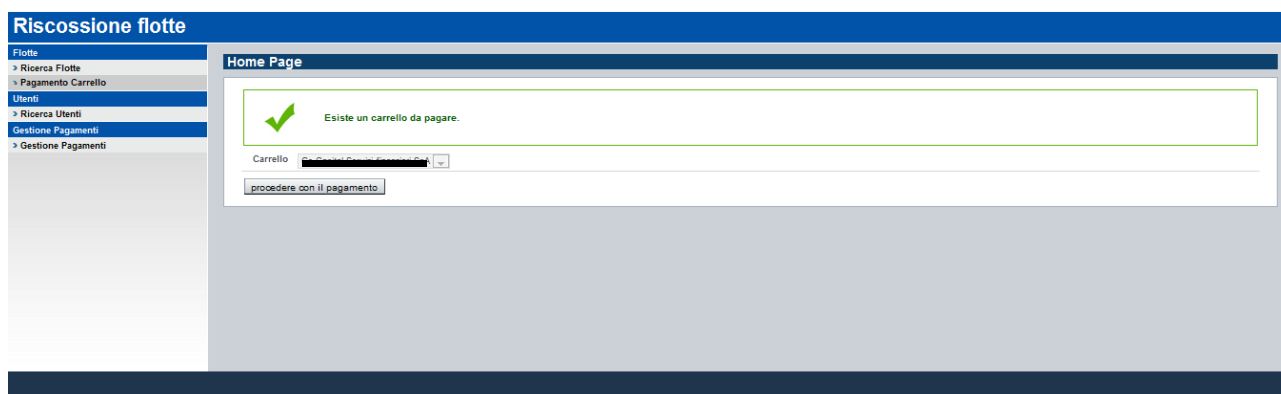 Riscossione flotte
Flotte
» Ricerca Flotte
» Pagamento Carrello
Utenti
» Ricerca Utenti
Gestione Pagamenti
» Gestione Pagamenti
Home Page
Esiste un carrello da pagare.
Carrello
procedere con il pagamento